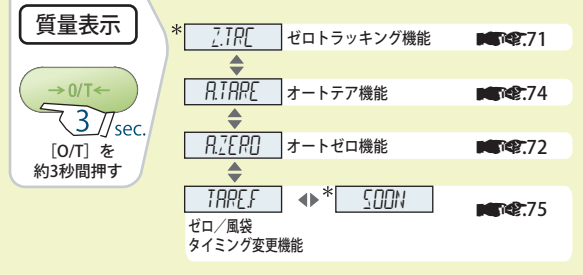 質量表示
→0/T←
3 sec.
［O/T］を
約3秒間押す
* Z.TRC ゼロトラッキング機能 71
A.TARE オートテア機能 74
A.ZERO オートゼロ機能 72
TARE.F * SOON 75
ゼロ／風袋
タイミング変更機能